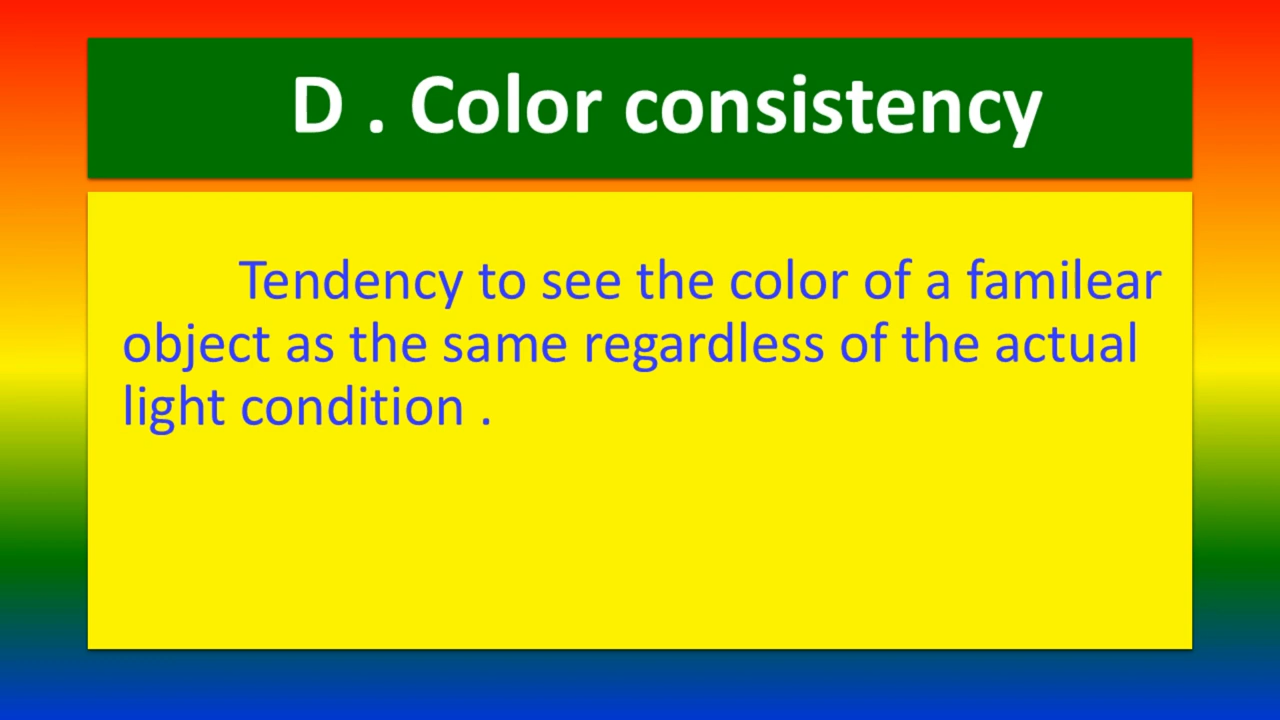 D . Color consistency
Tendency to see the color of a familear
object as the same regardless of the actual
light condition .